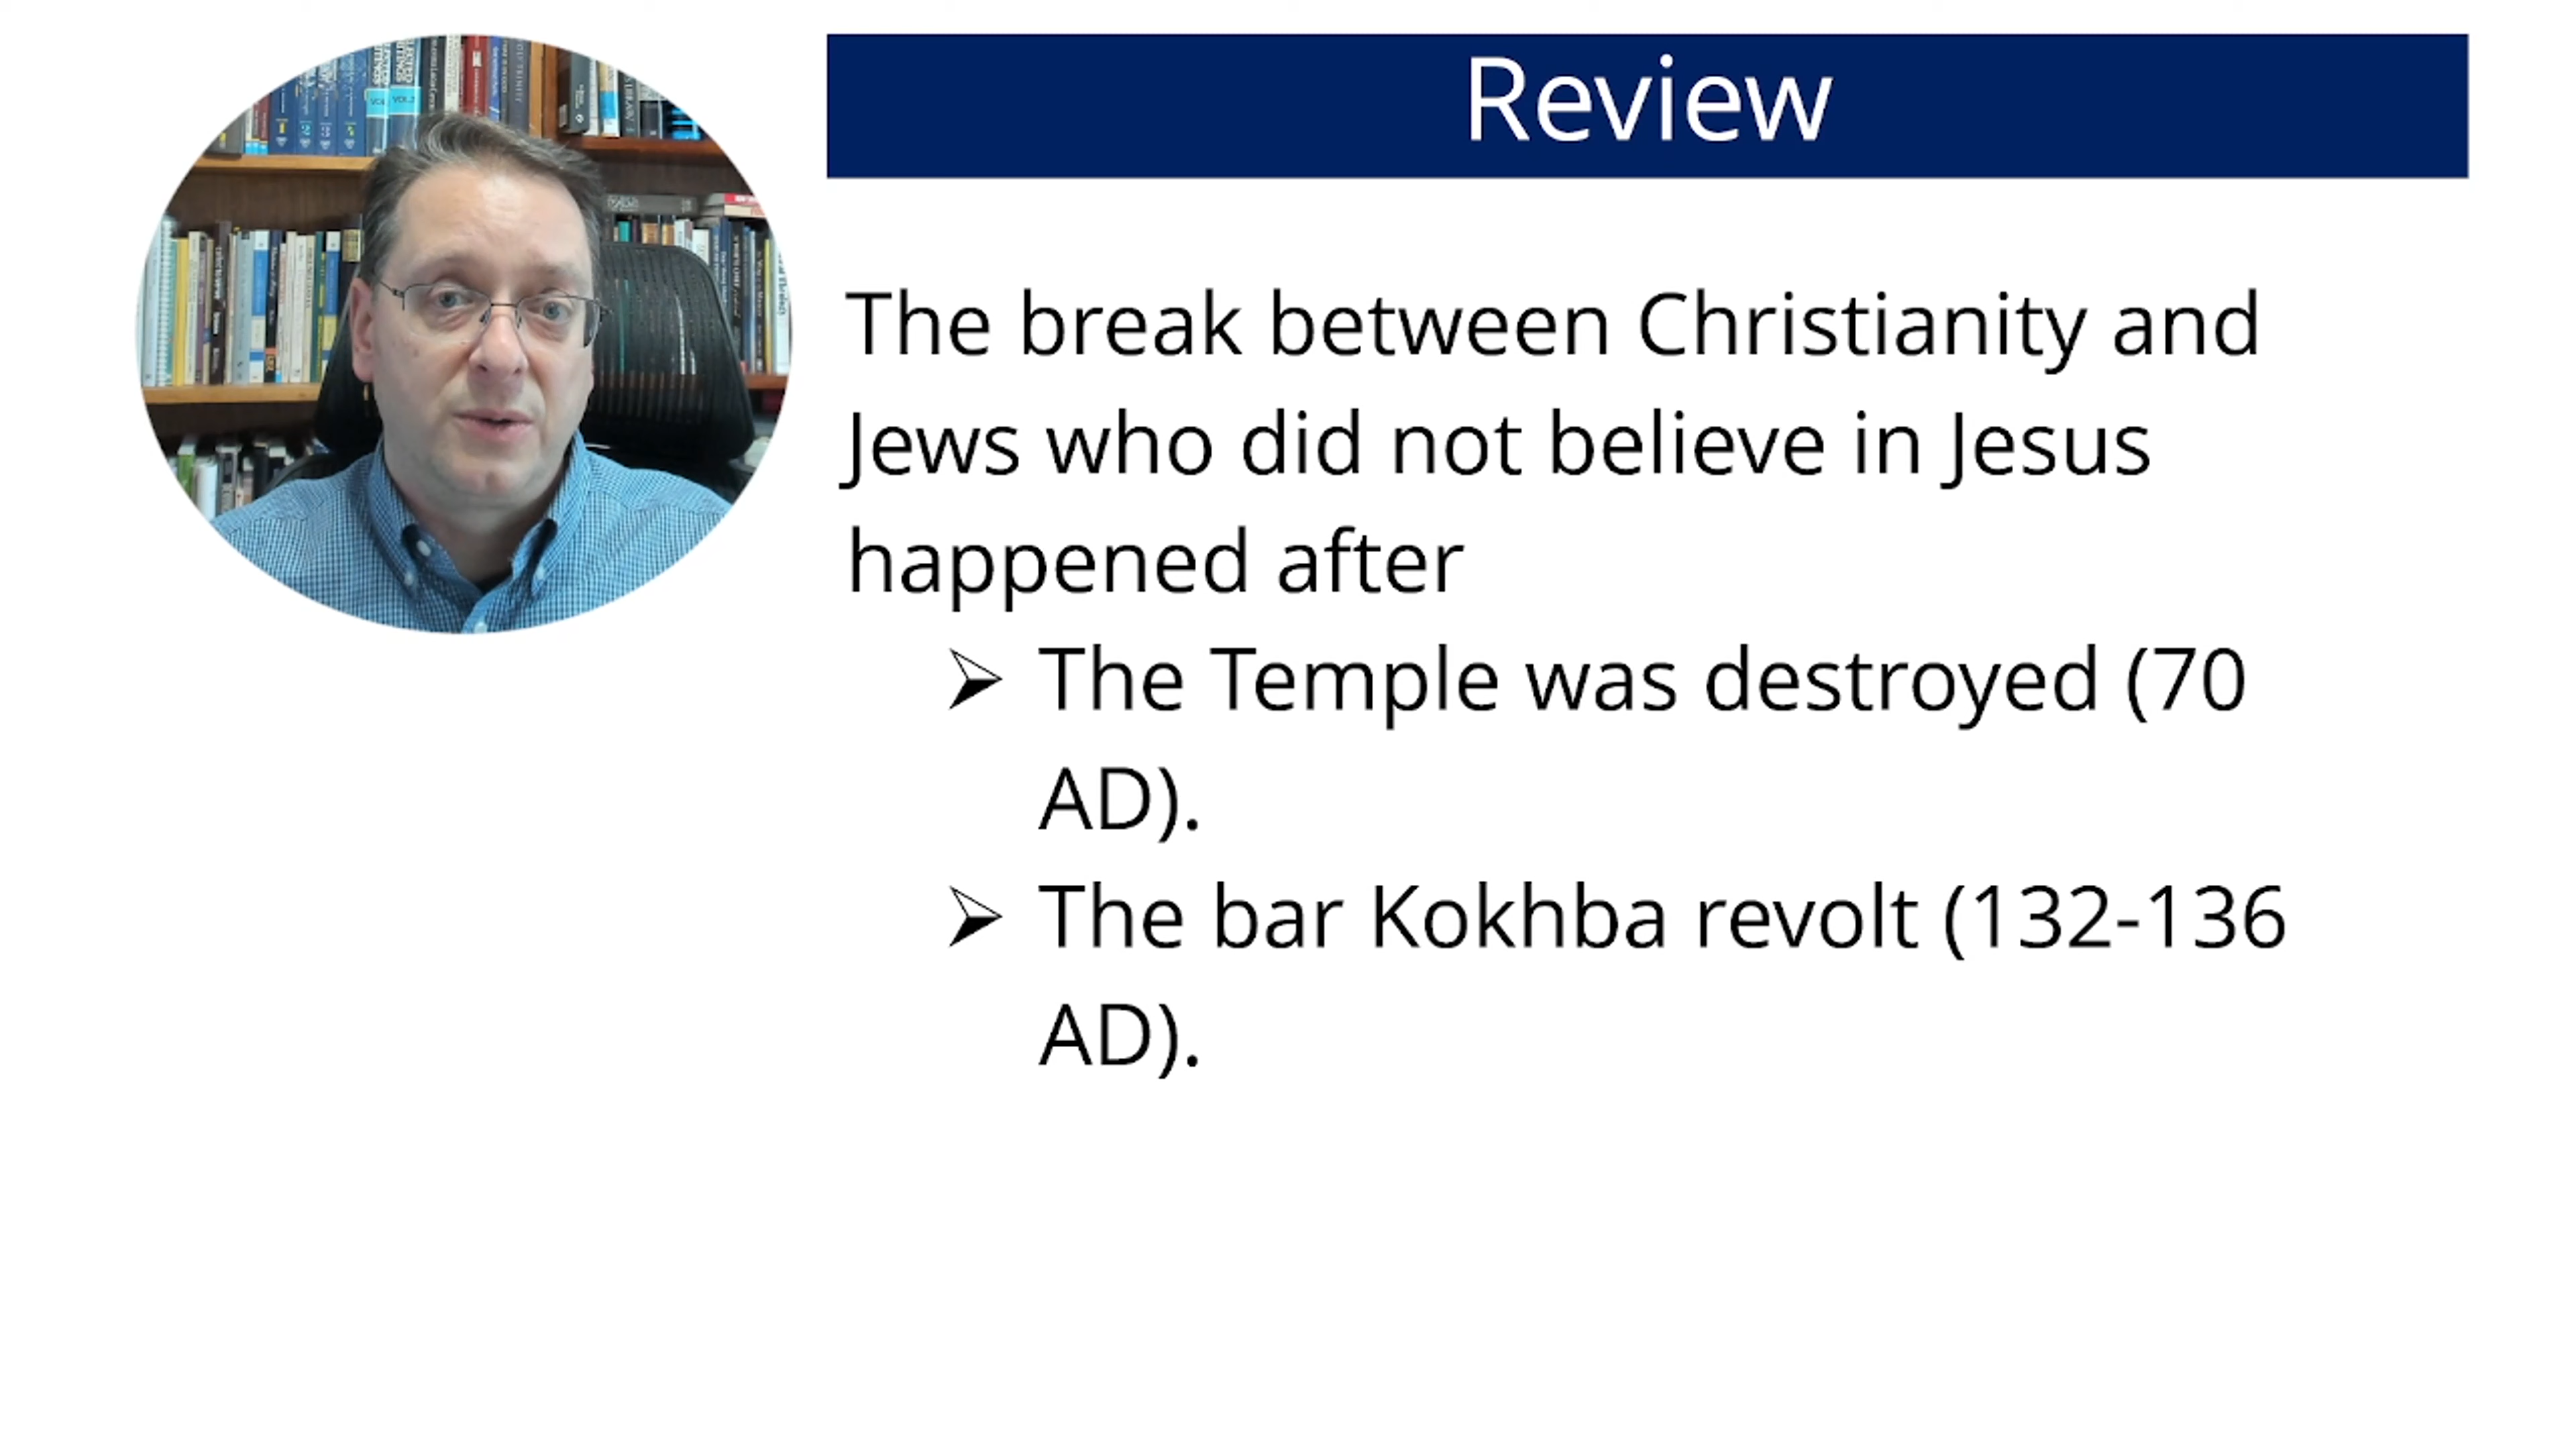 Review
The break between Christianity and
Jews who did not believe in Jesus
happened after
➢ The Temple was destroyed (70
AD).
➢ The bar Kokhba revolt (132-136
AD).